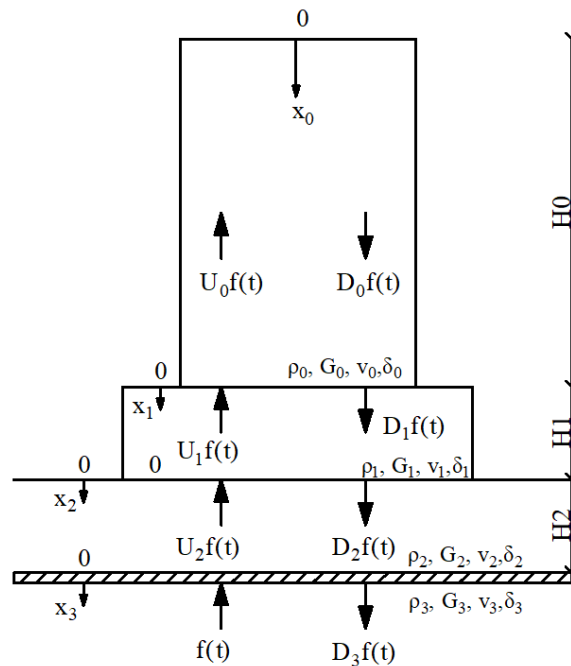 0
x₀
H0
U₀f(t)
D₀f(t)
0
ρ₀, G₀, v₀,δ₀
x₁
D₁f(t)
H1
U₁f(t)
0
0
ρ₁, G₁, v₁,δ₁
x₂
H2
U₂f(t)
D₂f(t)
0
ρ₂, G₂, v₂,δ₂
x₃
ρ₃, G₃, v₃,δ₃
f(t)
D₃f(t)